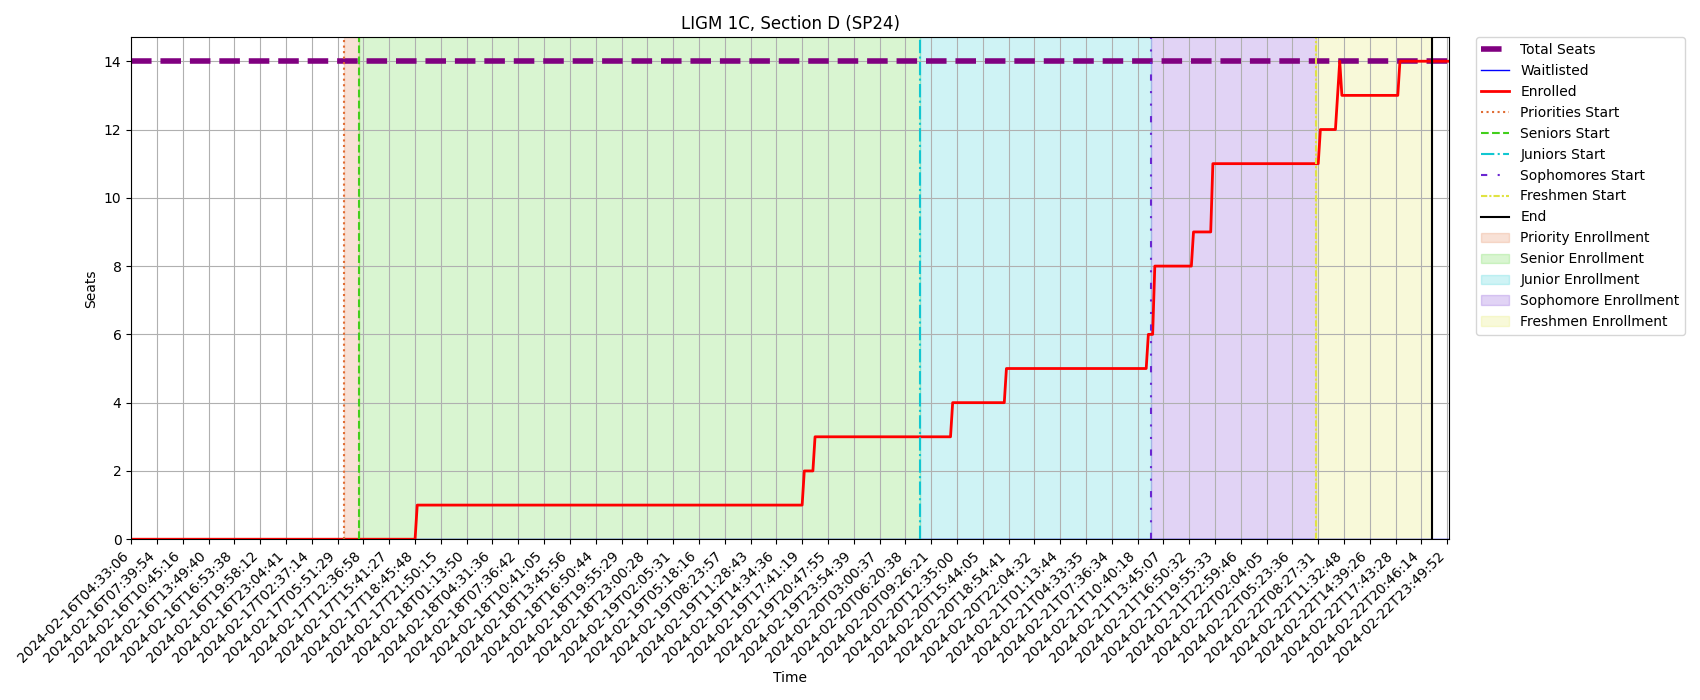 LIGM 1C, Section D (SP24)
Seats
14
12
10
8
6
4
2
0
2024-02-16T04:33:06
2024-02-16T07:39:54
2024-02-16T10:45:16
2024-02-16T13:49:40
2024-02-16T16:53:38
2024-02-16T19:58:12
2024-02-16T23:04:41
2024-02-17T02:37:14
2024-02-17T05:51:29
2024-02-17T12:36:58
2024-02-17T15:41:27
2024-02-17T18:45:48
2024-02-17T21:50:15
2024-02-18T01:13:50
2024-02-18T04:31:36
2024-02-18T07:36:42
2024-02-18T10:41:05
2024-02-18T13:45:56
2024-02-18T16:50:44
2024-02-18T19:55:29
2024-02-18T23:00:28
2024-02-19T02:05:31
2024-02-19T05:18:16
2024-02-19T08:23:57
2024-02-19T11:28:43
2024-02-19T14:34:36
2024-02-19T17:41:19
2024-02-19T20:47:55
2024-02-19T23:54:39
2024-02-20T03:00:37
2024-02-20T06:20:38
2024-02-20T09:26:21
2024-02-20T12:35:00
2024-02-20T15:44:05
2024-02-20T18:54:41
2024-02-20T22:04:32
2024-02-21T01:13:44
2024-02-21T04:33:35
2024-02-21T07:36:34
2024-02-21T10:40:18
2024-02-21T13:45:07
2024-02-21T16:50:32
2024-02-21T19:55:33
2024-02-21T22:59:46
2024-02-22T02:04:05
2024-02-22T05:23:36
2024-02-22T08:27:31
2024-02-22T11:32:48
2024-02-22T14:39:26
2024-02-22T17:43:28
2024-02-22T20:46:14
2024-02-22T23:49:52
Time
Total Seats
Waitlisted
Enrolled
Priorities Start
Seniors Start
Juniors Start
Sophomores Start
Freshmen Start
End
Priority Enrollment
Senior Enrollment
Junior Enrollment
Sophomore Enrollment
Freshmen Enrollment